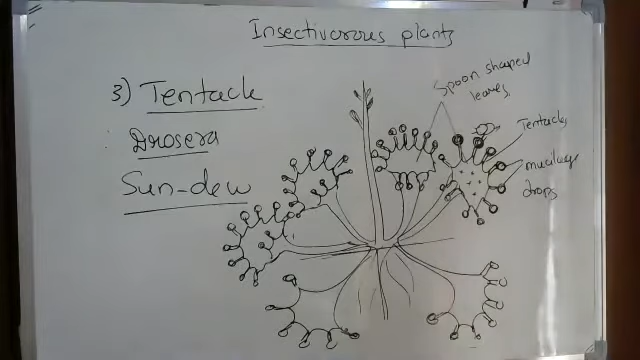 Insectivorous plants
3) Tentacle
Drosera
Sun-dew
Spoon shaped
leaves
Tentacles
mucilage
drops